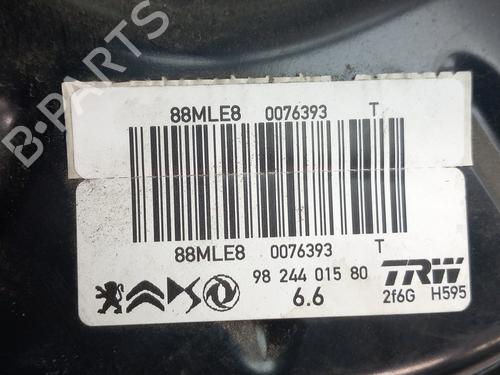 B-PARTS
88MLE8 0076393 T
88MLE8 0076393 T
98 244 015 80
6.6
TRW
2f6G H595